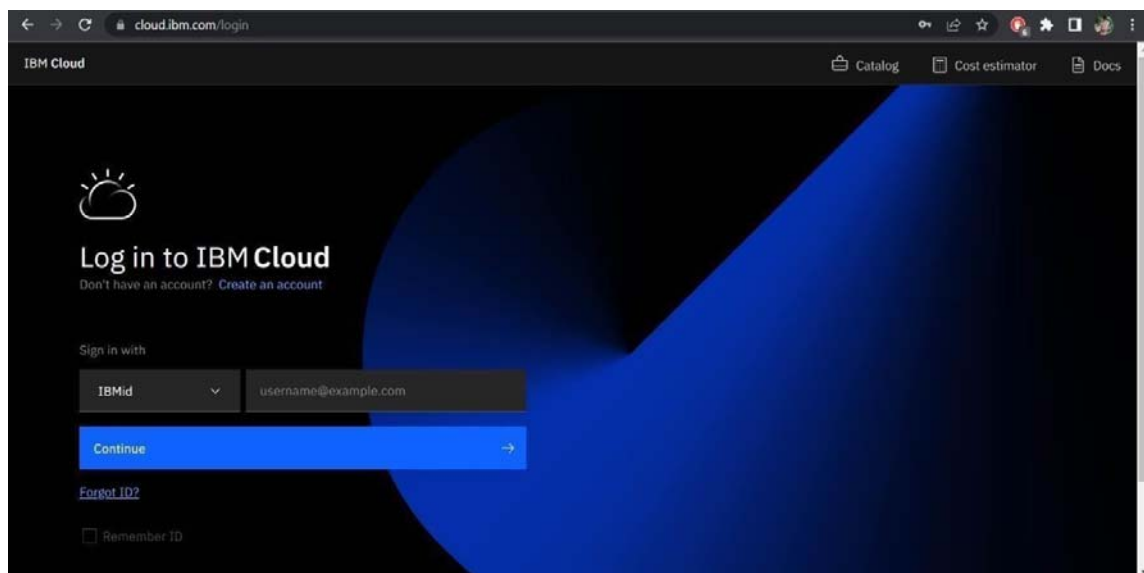 cloud.ibm.com/login
6
IBM Cloud
Catalog
Cost estimator
Docs
Log in to IBM Cloud
Don't have an account? Create an account
Sign in with
IBMid
username@example.com
Continue
Forgot ID?
Remember ID